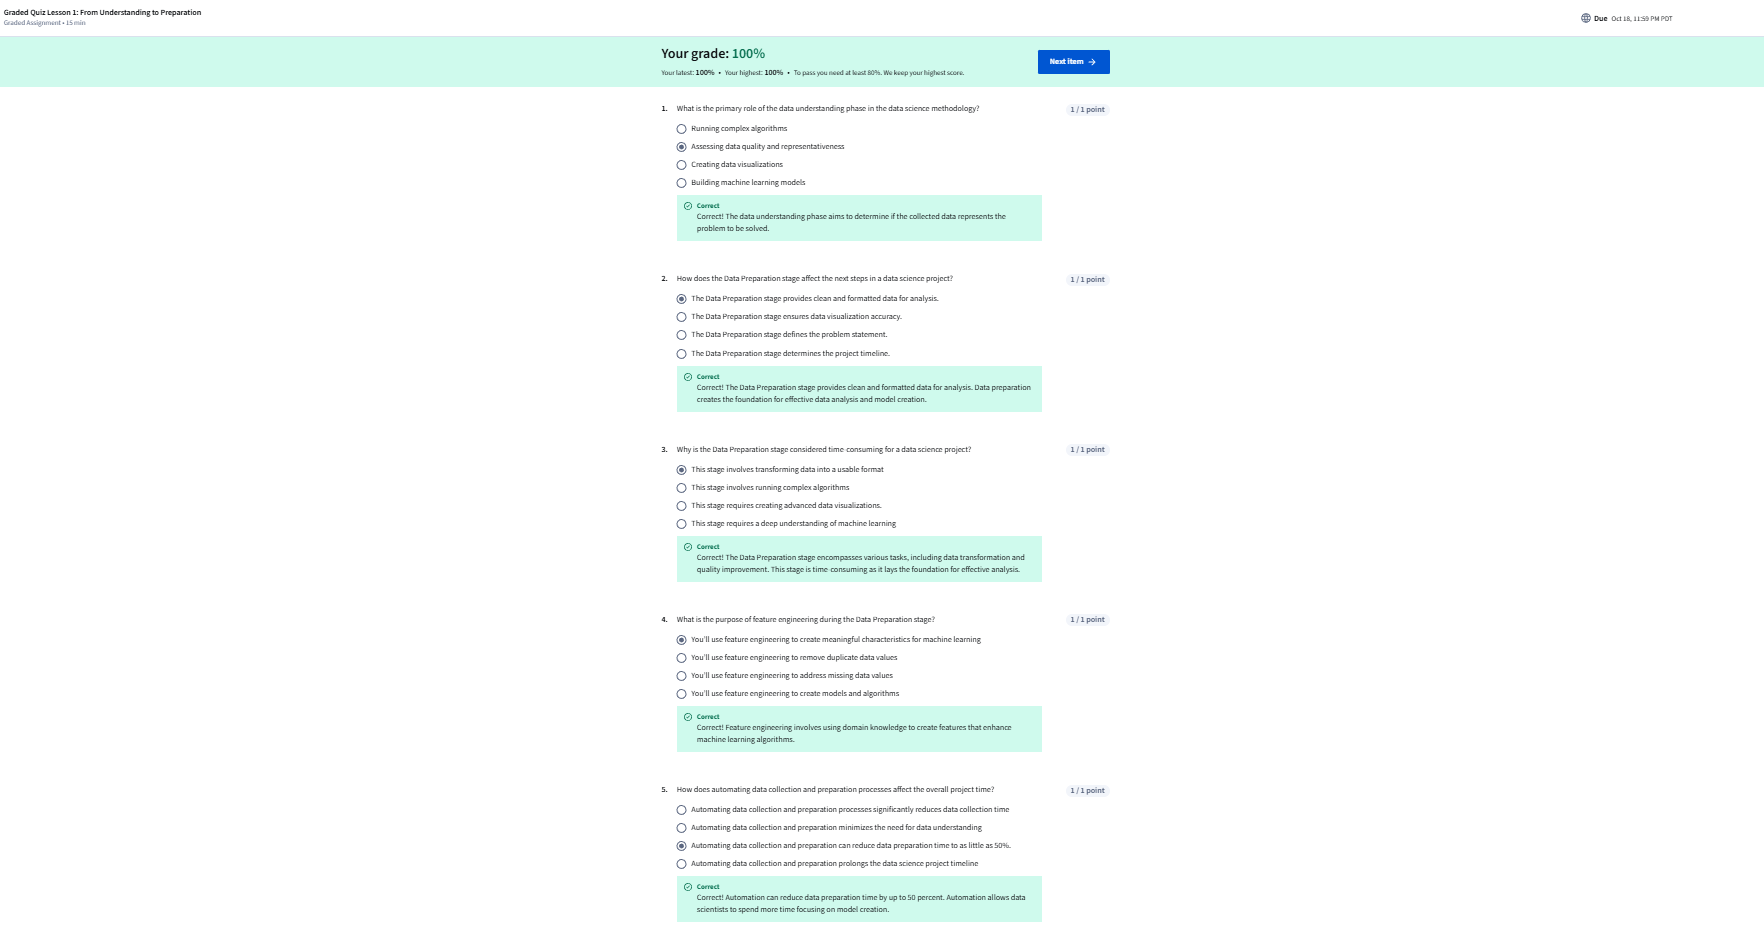 Graded Quiz Lesson 1: From Understanding to Preparation
Graded Assignment • 15 min
Due Oct 18, 11:59 PM PDT
Your grade: 100%
Your latest: 100% • Your highest: 100% • To pass you need at least 80%. We keep your highest score.
Next item →
1. What is the primary role of the data understanding phase in the data science methodology?
1 / 1 point
Running complex algorithms
Assessing data quality and representativeness
Creating data visualizations
Building machine learning models
Correct
Correct! The data understanding phase aims to determine if the collected data represents the
problem to be solved.
2. How does the Data Preparation stage affect the next steps in a data science project?
1 / 1 point
The Data Preparation stage provides clean and formatted data for analysis.
The Data Preparation stage ensures data visualization accuracy.
The Data Preparation stage defines the problem statement.
The Data Preparation stage determines the project timeline.
Correct
Correct! The Data Preparation stage provides clean and formatted data for analysis. Data preparation
creates the foundation for effective data analysis and model creation.
3. Why is the Data Preparation stage considered time-consuming for a data science project?
1 / 1 point
This stage involves transforming data into a usable format
This stage involves running complex algorithms
This stage requires creating advanced data visualizations.
This stage requires a deep understanding of machine learning
Correct
Correct! The Data Preparation stage encompasses various tasks, including data transformation and
quality improvement. This stage is time-consuming as it lays the foundation for effective analysis.
4. What is the purpose of feature engineering during the Data Preparation stage?
1 / 1 point
You'll use feature engineering to create meaningful characteristics for machine learning
You'll use feature engineering to remove duplicate data values
You'll use feature engineering to address missing data values
You'll use feature engineering to create models and algorithms
Correct
Correct! Feature engineering involves using domain knowledge to create features that enhance
machine learning algorithms.
5. How does automating data collection and preparation processes affect the overall project time?
1 / 1 point
Automating data collection and preparation processes significantly reduces data collection time
Automating data collection and preparation minimizes the need for data understanding
Automating data collection and preparation can reduce data preparation time to as little as 50%.
Automating data collection and preparation prolongs the data science project timeline
Correct
Correct! Automation can reduce data preparation time by up to 50 percent. Automation allows data
scientists to spend more time focusing on model creation.